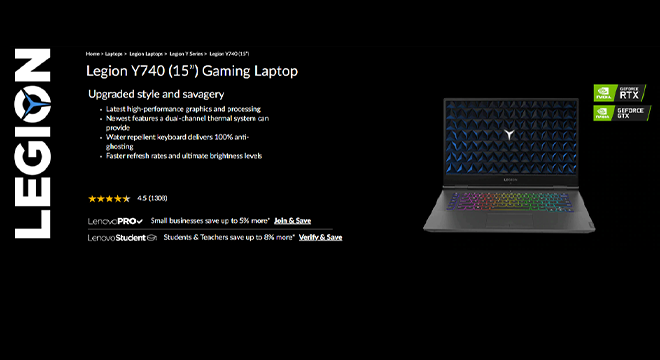 LEGION
Home > Laptops > Legion Laptops > Legion Y Series > Legion Y740 (15")
Legion Y740 (15”) Gaming Laptop
Upgraded style and savagery
• Latest high-performance graphics and processing
• Newest features a dual-channel thermal system can
provide
• Water repellent keyboard delivers 100% anti-
ghosting
• Faster refresh rates and ultimate brightness levels
4.5 (1308)
LenovoPRO Small businesses save up to 5% more* Join & Save
LenovoStudent Students & Teachers save up to 8% more* Verify & Save
NVIDIA GEFORCE RTX
NVIDIA GEFORCE GTX
LEGION